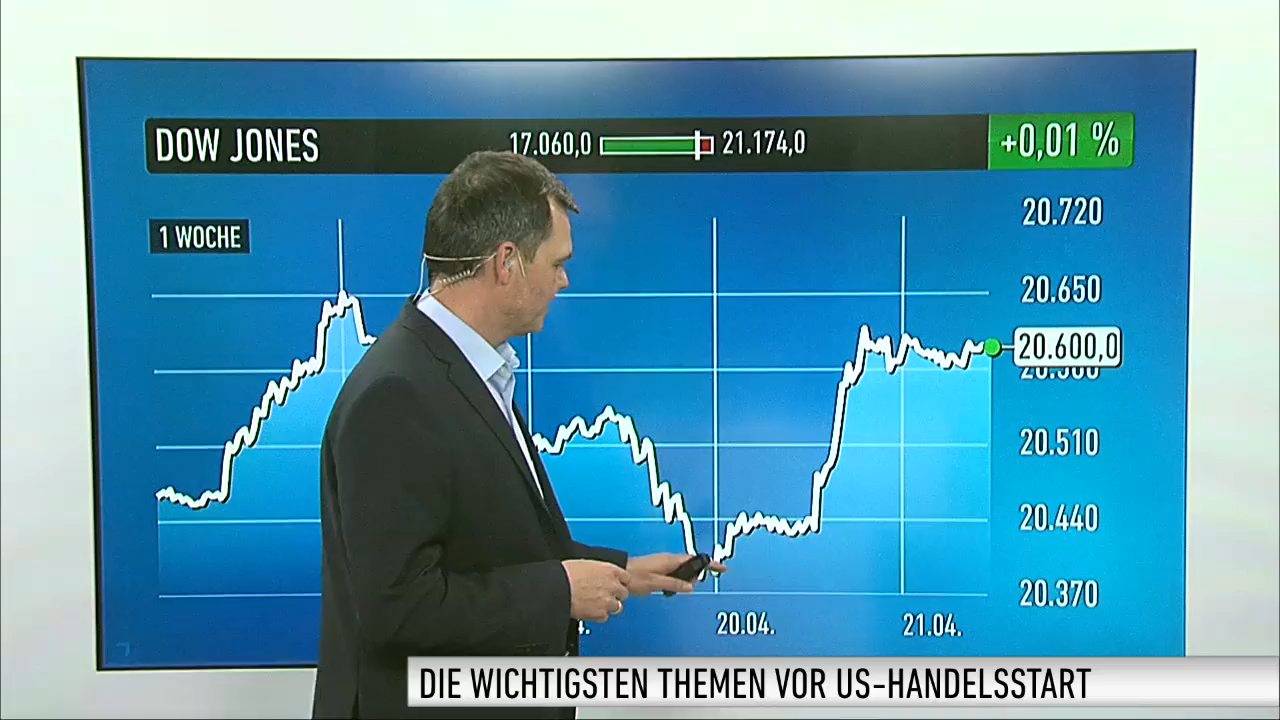 DOW JONES 17.060,0 21.174,0 +0,01 %
1 WOCHE
20.720
20.650
20.600,0
20.510
20.440
20.370
20.04. 21.04.
DIE WICHTIGSTEN THEMEN VOR US-HANDELSSTART